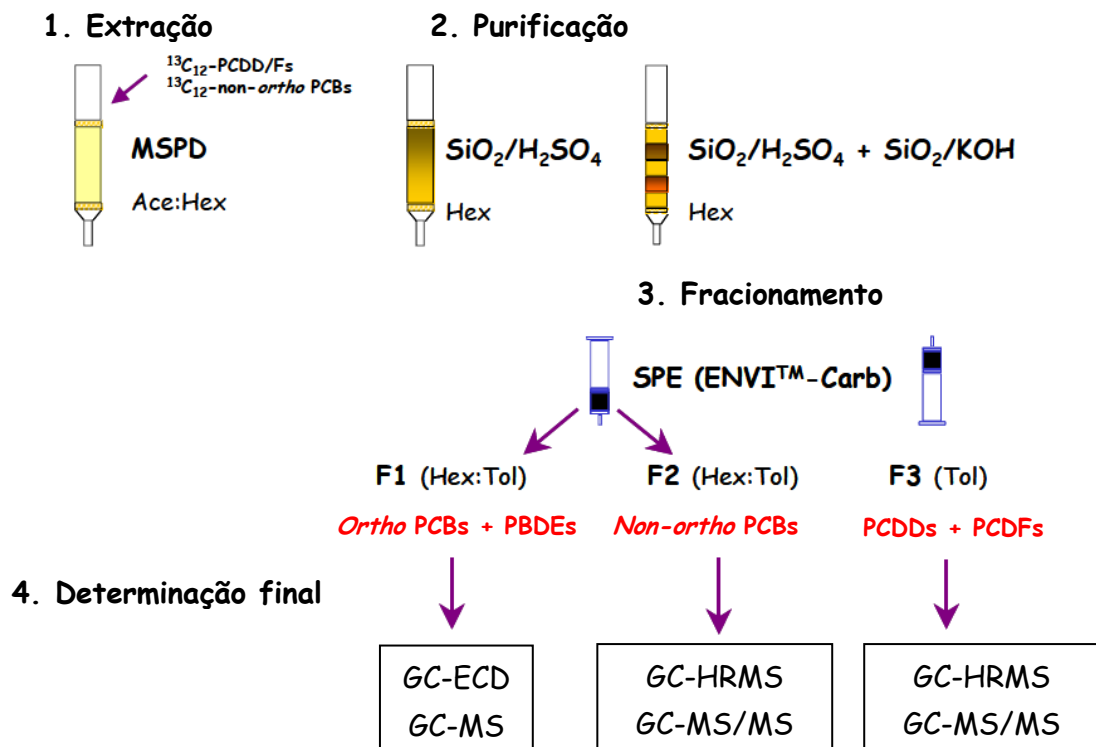 1. Extração
2. Purificação
¹³C₁₂-PCDD/Fs
¹³C₁₂-non-ortho PCBs
MSPD
Ace:Hex
SiO₂/H₂SO₄
Hex
SiO₂/H₂SO₄ + SiO₂/KOH
Hex
3. Fracionamento
SPE (ENVI™-Carb)
F1 (Hex:Tol)
F2 (Hex:Tol)
F3 (Tol)
Ortho PCBs + PBDEs
Non-ortho PCBs
PCDDs + PCDFs
4. Determinação final
GC-ECD
GC-MS
GC-HRMS
GC-MS/MS
GC-HRMS
GC-MS/MS